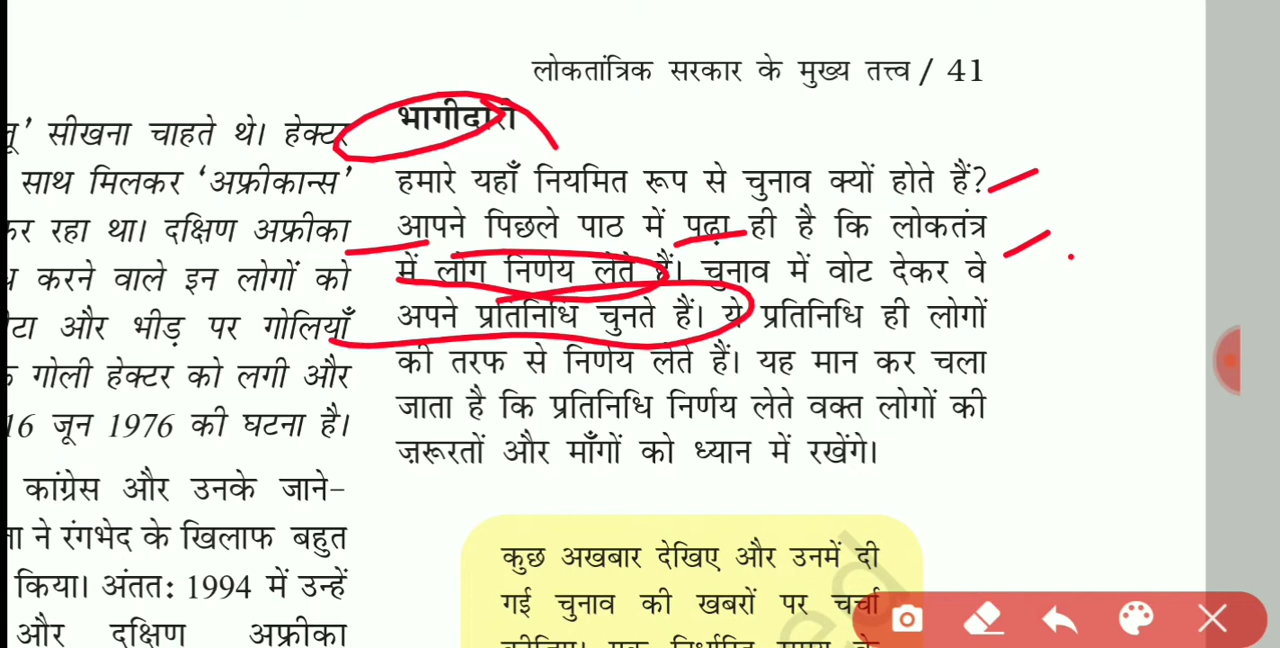 लोकतांत्रिक सरकार के मुख्य तत्त्व / 41
तू’ सीखना चाहते थे। हेक्टर
साथ मिलकर ‘अफ्रीकान्स’
कर रहा था। दक्षिण अफ्रीका
करने वाले इन लोगों को
और भीड़ पर गोलियाँ
गोली हेक्टर को लगी और
16 जून 1976 की घटना है।
कांग्रेस और उनके जाने-
ने रंगभेद के खिलाफ बहुत
किया। अंततः 1994 में उन्हें
और दक्षिण अफ्रीका
भागीदारी
हमारे यहाँ नियमित रूप से चुनाव क्यों होते हैं?
आपने पिछले पाठ में पढ़ा ही है कि लोकतंत्र
में लोग निर्णय लेते हैं। चुनाव में वोट देकर वे
अपने प्रतिनिधि चुनते हैं। ये प्रतिनिधि ही लोगों
की तरफ से निर्णय लेते हैं। यह मान कर चला
जाता है कि प्रतिनिधि निर्णय लेते वक्त लोगों की
ज़रूरतों और माँगों को ध्यान में रखेंगे।
कुछ अखबार देखिए और उनमें दी
गई चुनाव की खबरों पर चर्चा